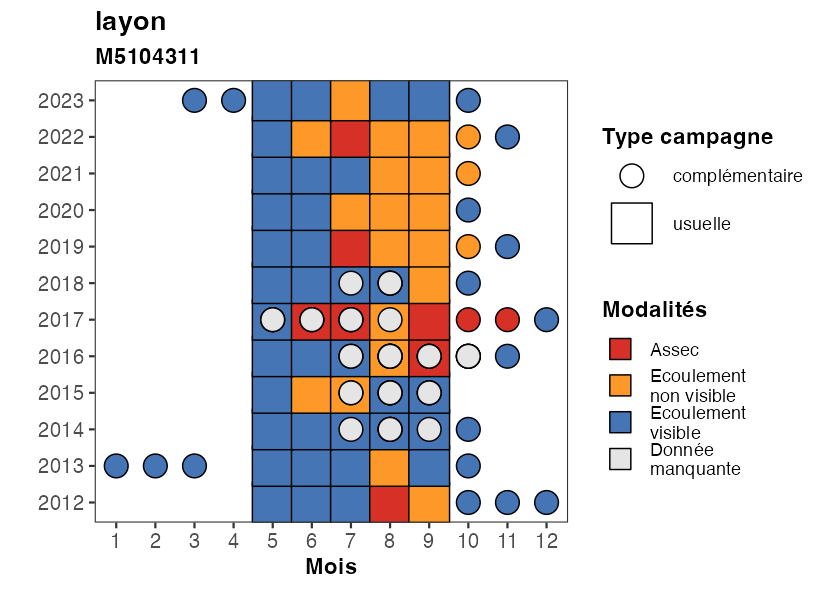 layon
M5104311
2023
2022
2021
2020
2019
2018
2017
2016
2015
2014
2013
2012
1 2 3 4 5 6 7 8 9 10 11 12
Mois
Type campagne
complémentaire
usuelle
Modalités
Assec
Ecoulement
non visible
Ecoulement
visible
Donnée
manquante